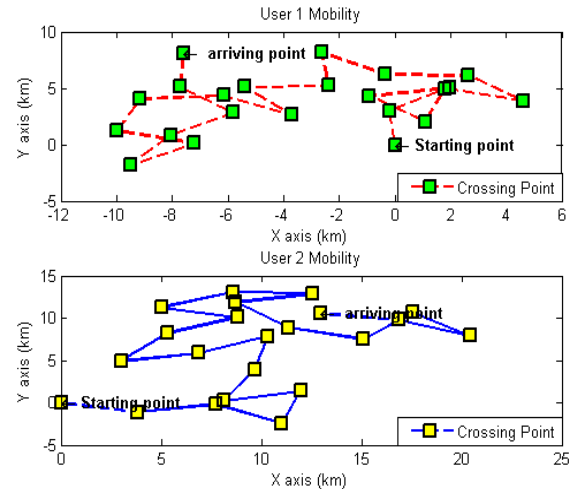 User 1 Mobility
10
5
0
-5
Y axis (km)
arriving point
Starting point
Crossing Point
-12 -10 -8 -6 -4 -2 0 2 4 6
X axis (km)
User 2 Mobility
15
10
5
0
-5
Y axis (km)
arriving point
Starting point
Crossing Point
0 5 10 15 20 25
X axis (km)